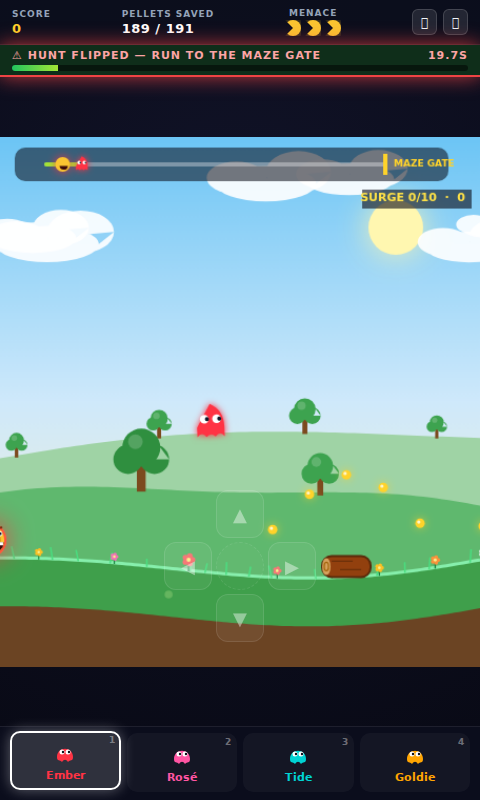 SCORE
0
PELLETS SAVED
189 / 191
MENACE
⚠ HUNT FLIPPED — RUN TO THE MAZE GATE
19.7S
MAZE GATE
SURGE 0/10 · 0
1
Ember
2
Rosé
3
Tide
4
Goldie